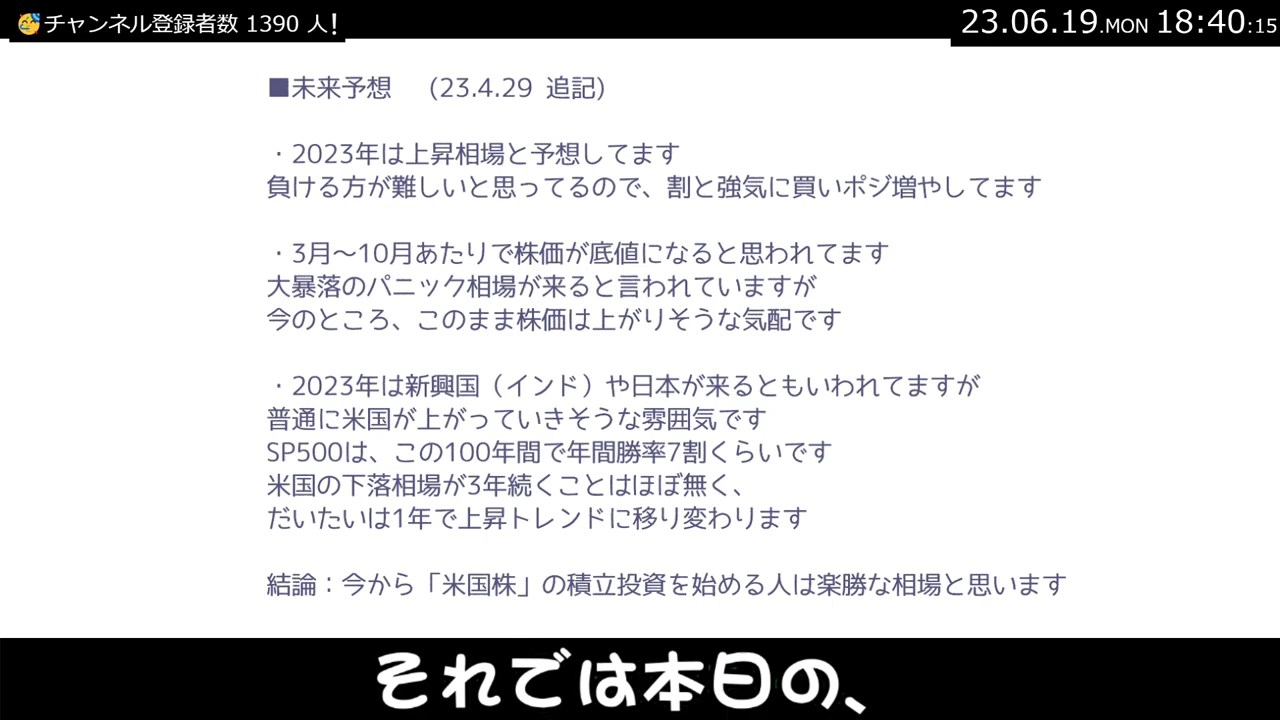 🥳チャンネル登録者数 1390 人!
23.06.19.MON 18:40:15
■未来予想　(23.4.29 追記)
・2023年は上昇相場と予想してます
負ける方が難しいと思ってるので、割と強気に買いポジ増やしてます
・3月～10月あたりで株価が底値になると思われてます
大暴落のパニック相場が来ると言われていますが
今のところ、このまま株価は上がりそうな気配です
・2023年は新興国（インド）や日本が来るともいわれてますが
普通に米国が上がっていきそうな雰囲気です
SP500は、この100年間で年間勝率7割くらいです
米国の下落相場が3年続くことはほぼ無く、
だいたいは1年で上昇トレンドに移り変わります
結論：今から「米国株」の積立投資を始める人は楽勝な相場と思います
それでは本日の、